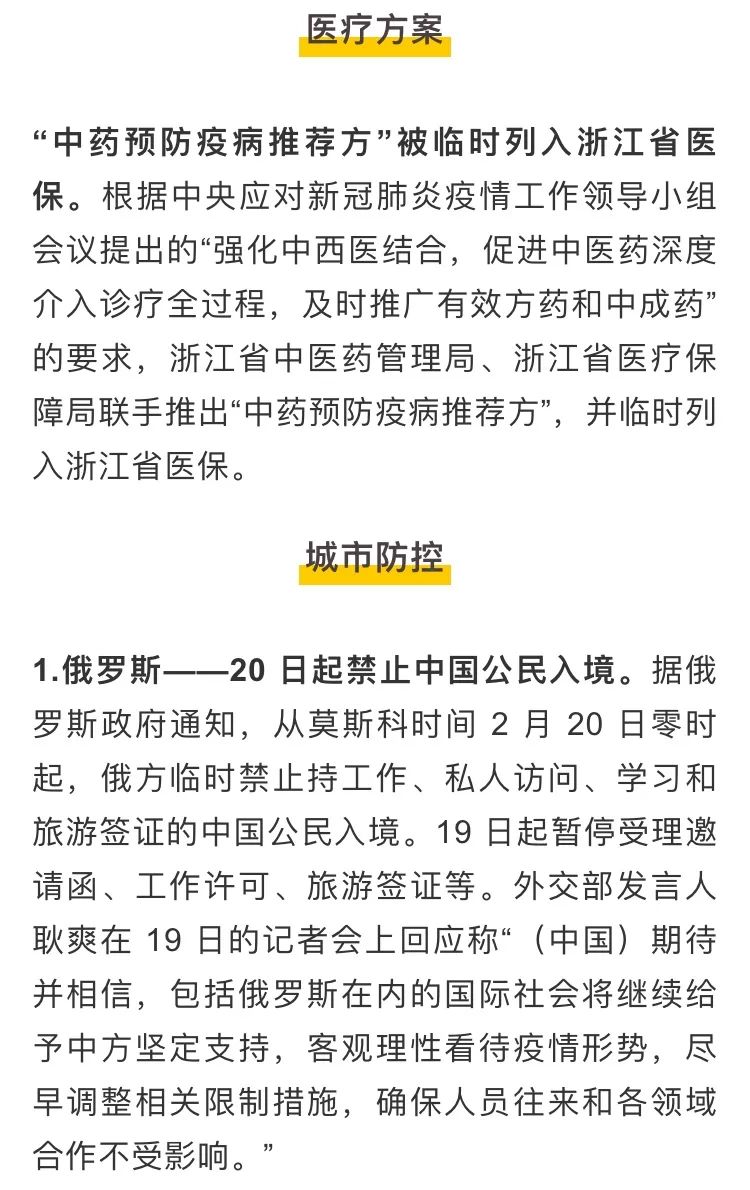 医疗方案
“中药预防疫病推荐方”被临时列入浙江省医
保。根据中央应对新冠肺炎疫情工作领导小组
会议提出的“强化中西医结合，促进中医药深度
介入诊疗全过程，及时推广有效方药和中成药”
的要求，浙江省中医药管理局、浙江省医疗保
障局联手推出“中药预防疫病推荐方”，并临时列
入浙江省医保。
城市防控
1.俄罗斯——20 日起禁止中国公民入境。据俄
罗斯政府通知，从莫斯科时间 2 月 20 日零时
起，俄方临时禁止持工作、私人访问、学习和
旅游签证的中国公民入境。19 日起暂停受理邀
请函、工作许可、旅游签证等。外交部发言人
耿爽在 19 日的记者会上回应称“（中国）期待
并相信，包括俄罗斯在内的国际社会将继续给
予中方坚定支持，客观理性看待疫情形势，尽
早调整相关限制措施，确保人员往来和各领域
合作不受影响。”